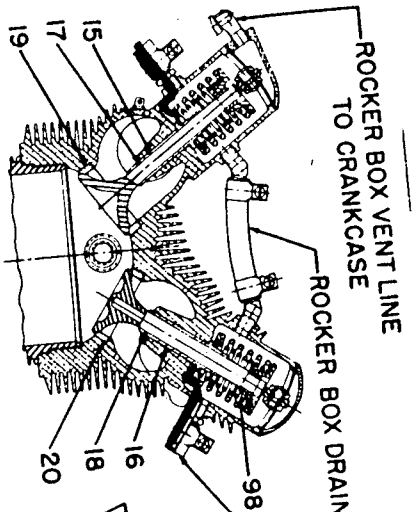 ROCKER BOX VENT LINE
TO CRANKCASE
ROCKER BOX DRAIN
15
17
19
98
16
18
20